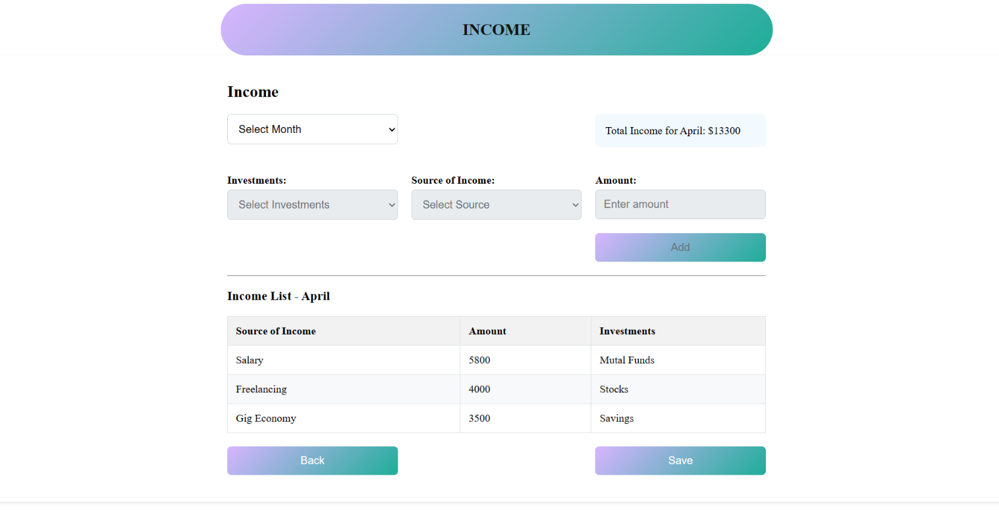 INCOME
Income
Select Month
Total Income for April: $13300
Investments: Source of Income: Amount:
Select Investments Select Source Enter amount
Add
Income List - April
Source of Income Amount Investments
Salary 5800 Mutal Funds
Freelancing 4000 Stocks
Gig Economy 3500 Savings
Back Save